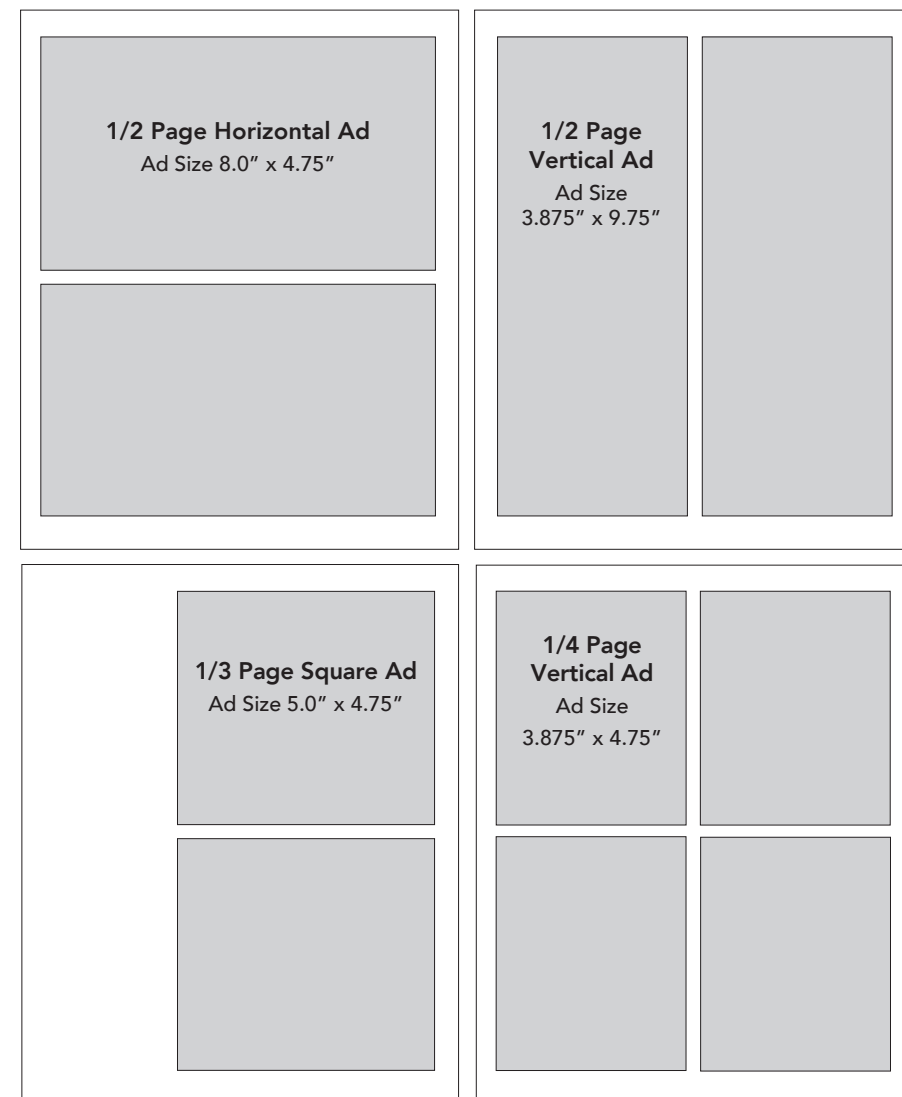 1/2 Page Horizontal Ad
Ad Size 8.0” x 4.75”
1/2 Page
Vertical Ad
Ad Size
3.875” x 9.75”
1/3 Page Square Ad
Ad Size 5.0” x 4.75”
1/4 Page
Vertical Ad
Ad Size
3.875” x 4.75”